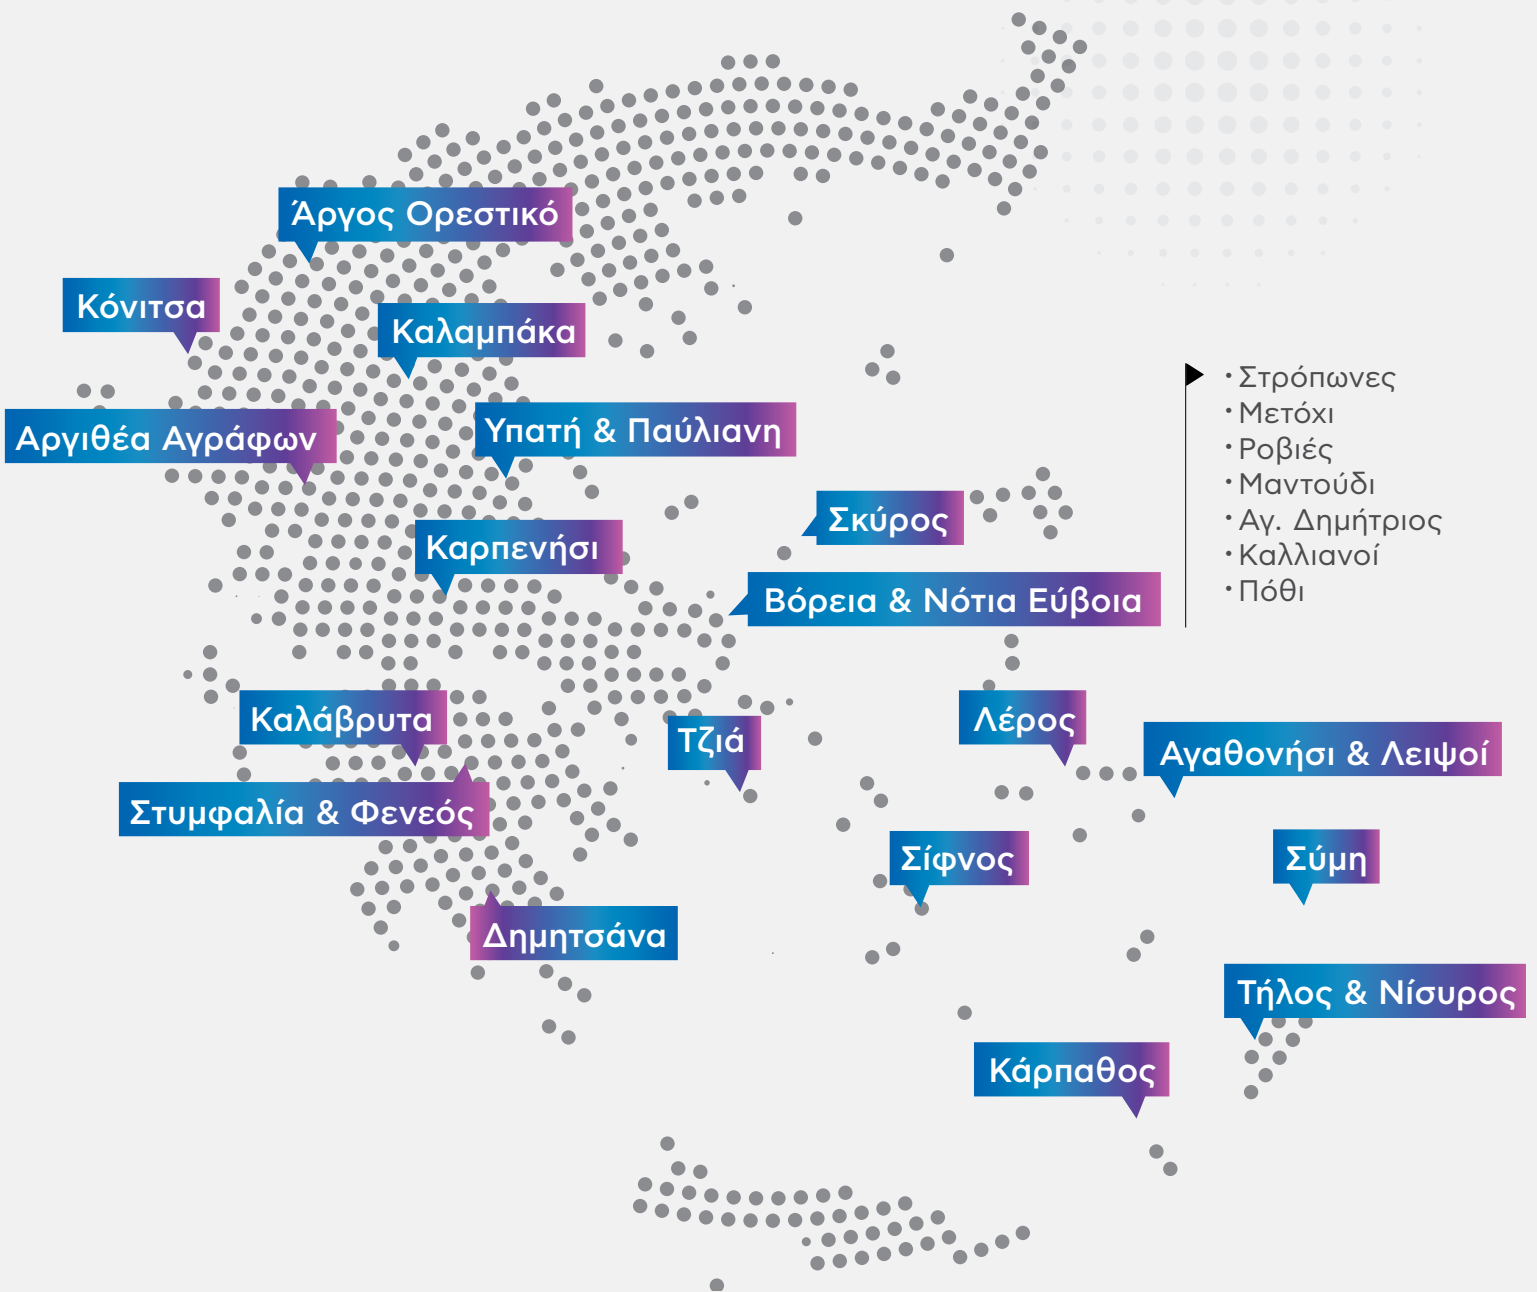 Άργος Ορεστικό
Κόνιτσα
Καλαμπάκα
Αργιθέα Αγράφων
Υπατή & Παύλιανη
Σκύρος
Καρπενήσι
Βόρεια & Νότια Εύβοια
· Στρόπωνες
· Μετόχι
· Ροβιές
· Μαντούδι
· Αγ. Δημήτριος
· Καλλιανοί
· Πόθι
Καλάβρυτα
Τζιά
Λέρος
Αγαθονήσι & Λειψοί
Στυμφαλία & Φενεός
Σίφνος
Σύμη
Δημητσάνα
Τήλος & Νίσυρος
Κάρπαθος